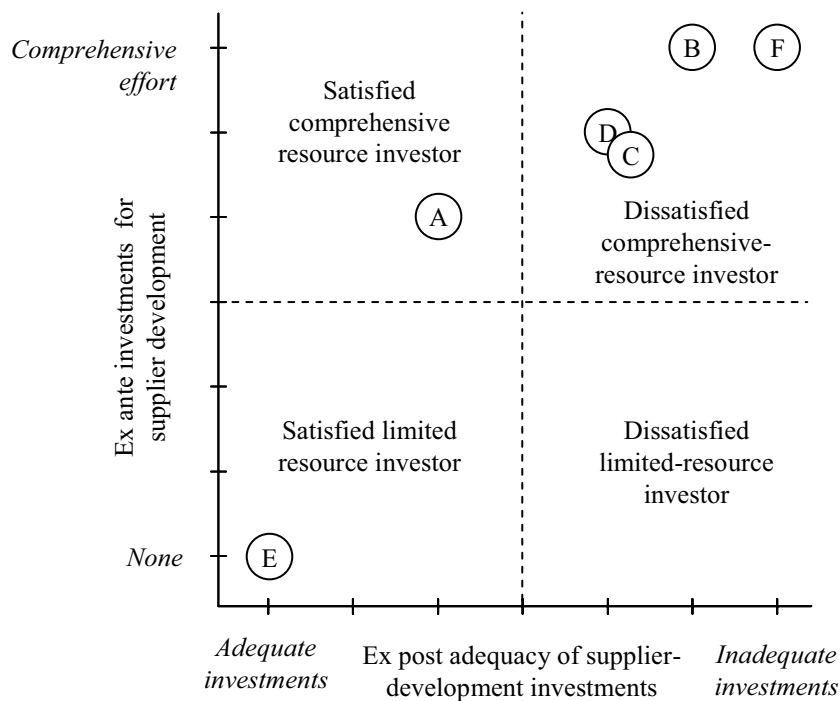 Comprehensive
effort
B
F
Satisfied
comprehensive
resource investor
D
C
A
Dissatisfied
comprehensive-
resource investor
Ex ante investments for
supplier development
Satisfied limited
resource investor
Dissatisfied
limited-resource
investor
None
E
Adequate
investments
Ex post adequacy of supplier-
development investments
Inadequate
investments